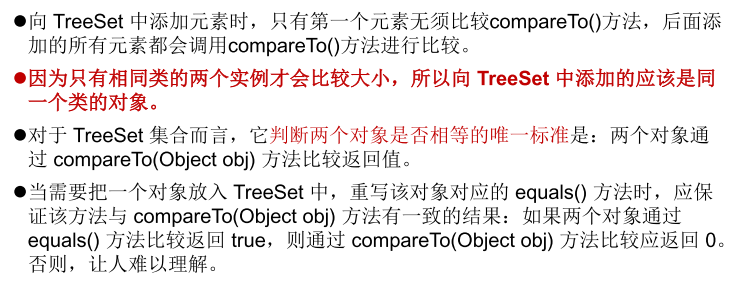 ●向 TreeSet 中添加元素时，只有第一个元素无须比较compareTo()方法，后面添
加的所有元素都会调用compareTo()方法进行比较。
●因为只有相同类的两个实例才会比较大小，所以向 TreeSet 中添加的应该是同
一个类的对象。
●对于 TreeSet 集合而言，它判断两个对象是否相等的唯一标准是：两个对象通
过 compareTo(Object obj) 方法比较返回值。
●当需要把一个对象放入 TreeSet 中，重写该对象对应的 equals() 方法时，应保
证该方法与 compareTo(Object obj) 方法有一致的结果：如果两个对象通过
equals() 方法比较返回 true，则通过 compareTo(Object obj) 方法比较应返回 0。
否则，让人难以理解。